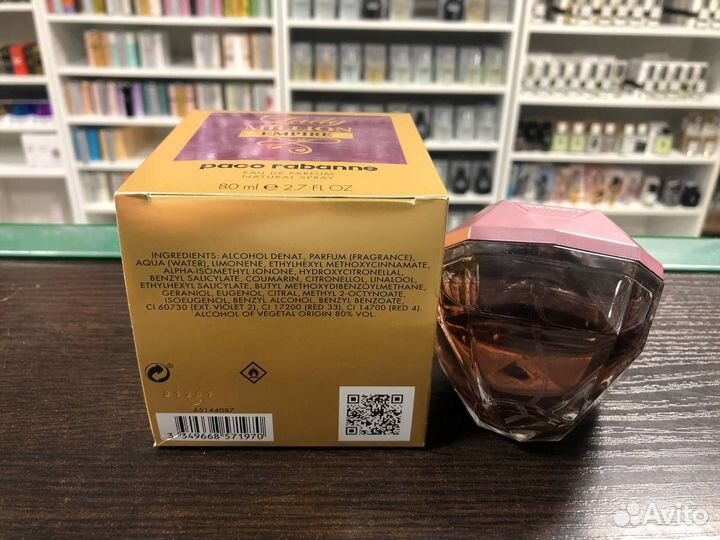 Lady
MILLION
EMPIRE
paco rabanne
EAU DE PARFUM
NATURAL SPRAY
80 ml e 2.7 FL OZ
INGREDIENTS: ALCOHOL DENAT., PARFUM (FRAGRANCE),
AQUA (WATER), LIMONENE, ETHYLHEXYL METHOXYCINNAMATE,
ALPHA-ISOMETHYL IONONE, HYDROXYCITRONELLAL,
BENZYL SALICYLATE, COUMARIN, CITRONELLOL, LINALOOL,
ETHYLHEXYL SALICYLATE, BUTYL METHOXYDIBENZOYLMETHANE,
GERANIOL, EUGENOL, CITRAL, METHYL 2-OCTYNOATE,
ISOEUGENOL, BENZYL ALCOHOL, BENZYL BENZOATE,
CI 60730 (EXT. VIOLET 2), CI 17200 (RED 33), CI 14700 (RED 4).
ALCOHOL OF VEGETAL ORIGIN 80% VOL.
65144087
3 349668 571970
Avito